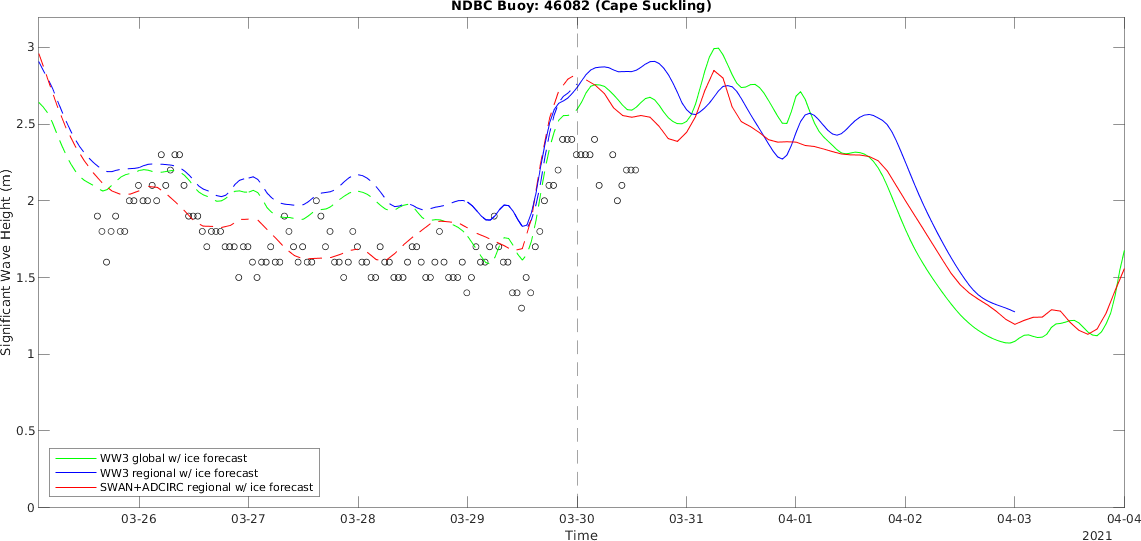 NDBC Buoy: 46082 (Cape Suckling)
3
2.5
2
1.5
1
0.5
0
Significant Wave Height (m)
WW3 global w/ ice forecast
WW3 regional w/ ice forecast
SWAN+ADCIRC regional w/ ice forecast
03-26 03-27 03-28 03-29 03-30 03-31 04-01 04-02 04-03 04-04
Time
2021